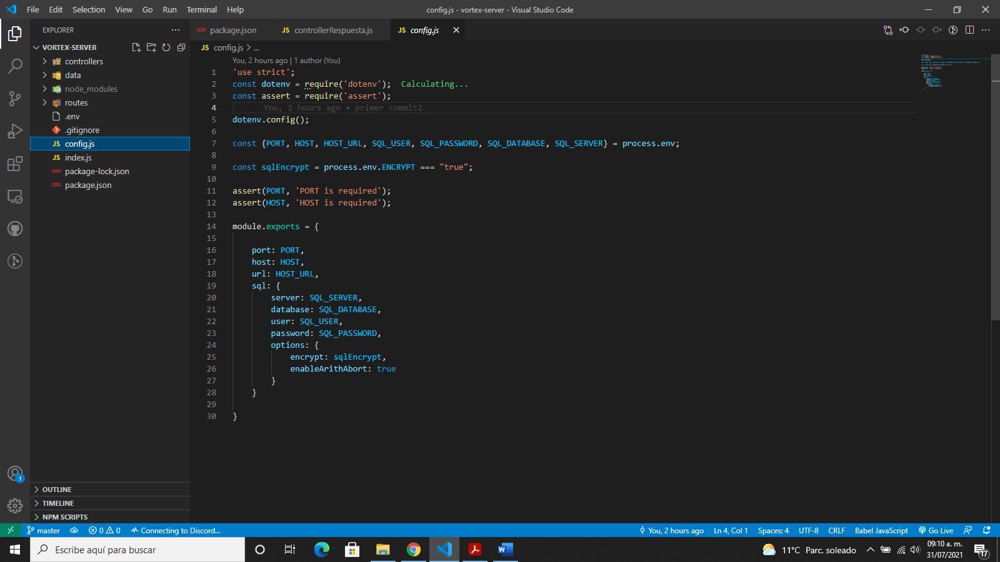 File Edit Selection View Go Run Terminal Help
config.js - vortex-server - Visual Studio Code
EXPLORER
VORTEX-SERVER
controllers
data
node_modules
routes
.env
.gitignore
JS config.js
JS index.js
package-lock.json
package.json
OUTLINE
TIMELINE
NPM SCRIPTS
package.json
JS controllerRespuesta.js
JS config.js
JS config.js > ...
You, 2 hours ago | 1 author (You)
1 'use strict';
2 const dotenv = require('dotenv'); Calculating...
3 const assert = require('assert');
4 You, 2 hours ago • primer commit2
5 dotenv.config();
6
7 const {PORT, HOST, HOST_URL, SQL_USER, SQL_PASSWORD, SQL_DATABASE, SQL_SERVER} = process.env;
8
9 const sqlEncrypt = process.env.ENCRYPT === "true";
10
11 assert(PORT, 'PORT is required');
12 assert(HOST, 'HOST is required');
13
14 module.exports = {
15
16 port: PORT,
17 host: HOST,
18 url: HOST_URL,
19 sql: {
20 server: SQL_SERVER,
21 database: SQL_DATABASE,
22 user: SQL_USER,
23 password: SQL_PASSWORD,
24 options: {
25 encrypt: sqlEncrypt,
26 enableArithAbort: true
27 }
28 }
29
30 }
1
master 0 0 Connecting to Discord...
You, 2 hours ago Ln 4, Col 1 Spaces: 4 UTF-8 CRLF Babel JavaScript Go Live
Escribe aquí para buscar
11°C Parc. soleado
09:10 a. m.
31/07/2021
17